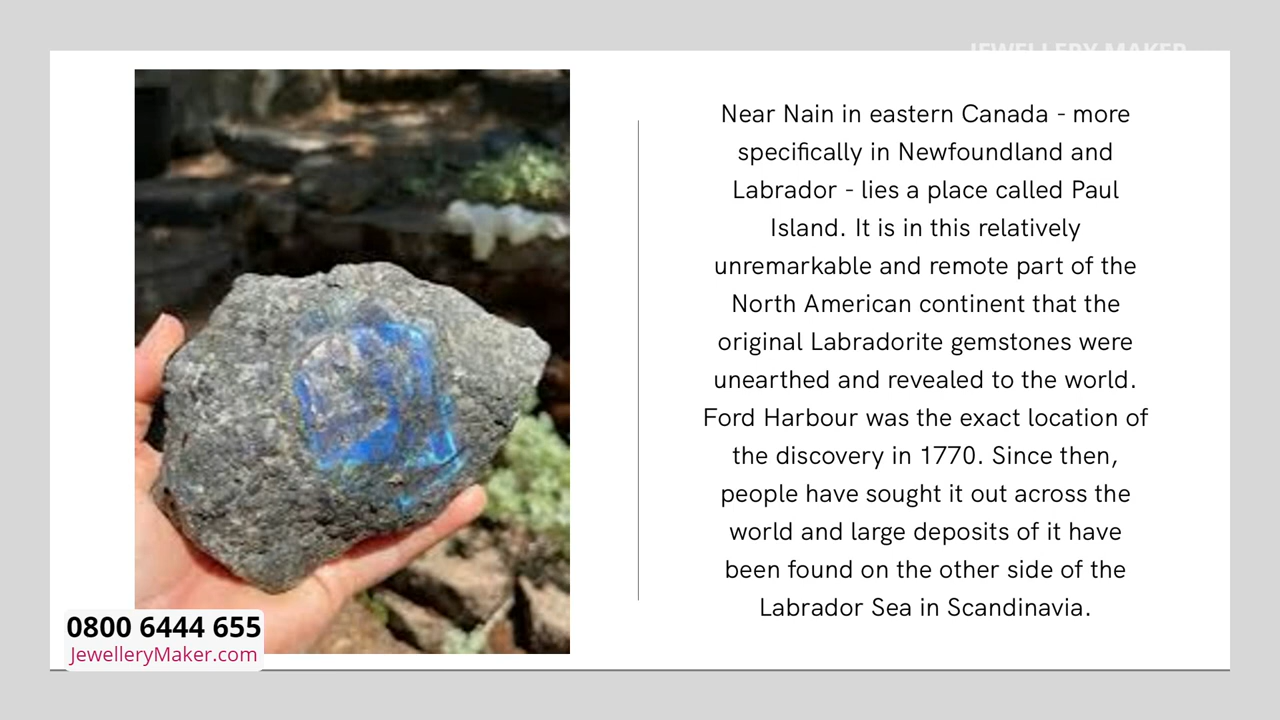 JEWELLERY MAKER
Near Nain in eastern Canada - more
specifically in Newfoundland and
Labrador - lies a place called Paul
Island. It is in this relatively
unremarkable and remote part of the
North American continent that the
original Labradorite gemstones were
unearthed and revealed to the world.
Ford Harbour was the exact location of
the discovery in 1770. Since then,
people have sought it out across the
world and large deposits of it have
been found on the other side of the
Labrador Sea in Scandinavia.
0800 6444 655
JewelleryMaker.com